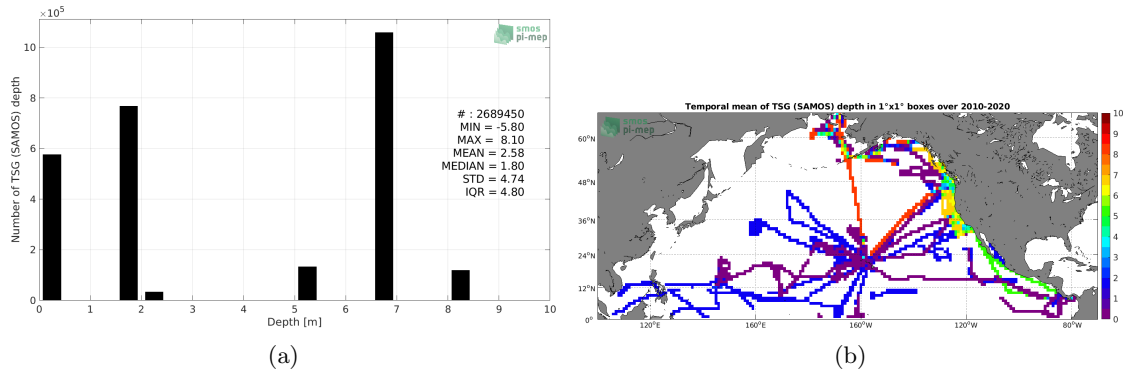 ×10⁵
smos
pi-mep
10
8
6
4
2
0
Number of TSG (SAMOS) depth
# : 2689450
MIN = -5.80
MAX = 8.10
MEAN = 2.58
MEDIAN = 1.80
STD = 4.74
IQR = 4.80
0 1 2 3 4 5 6 7 8 9 10
Depth [m]
(a)
Temporal mean of TSG (SAMOS) depth in 1°x1° boxes over 2010-2020
smos
pi-mep
60°N
48°N
36°N
24°N
12°N
0°
120°E 160°E 160°W 120°W 80°W
10
9
8
7
6
5
4
3
2
1
0
(b)